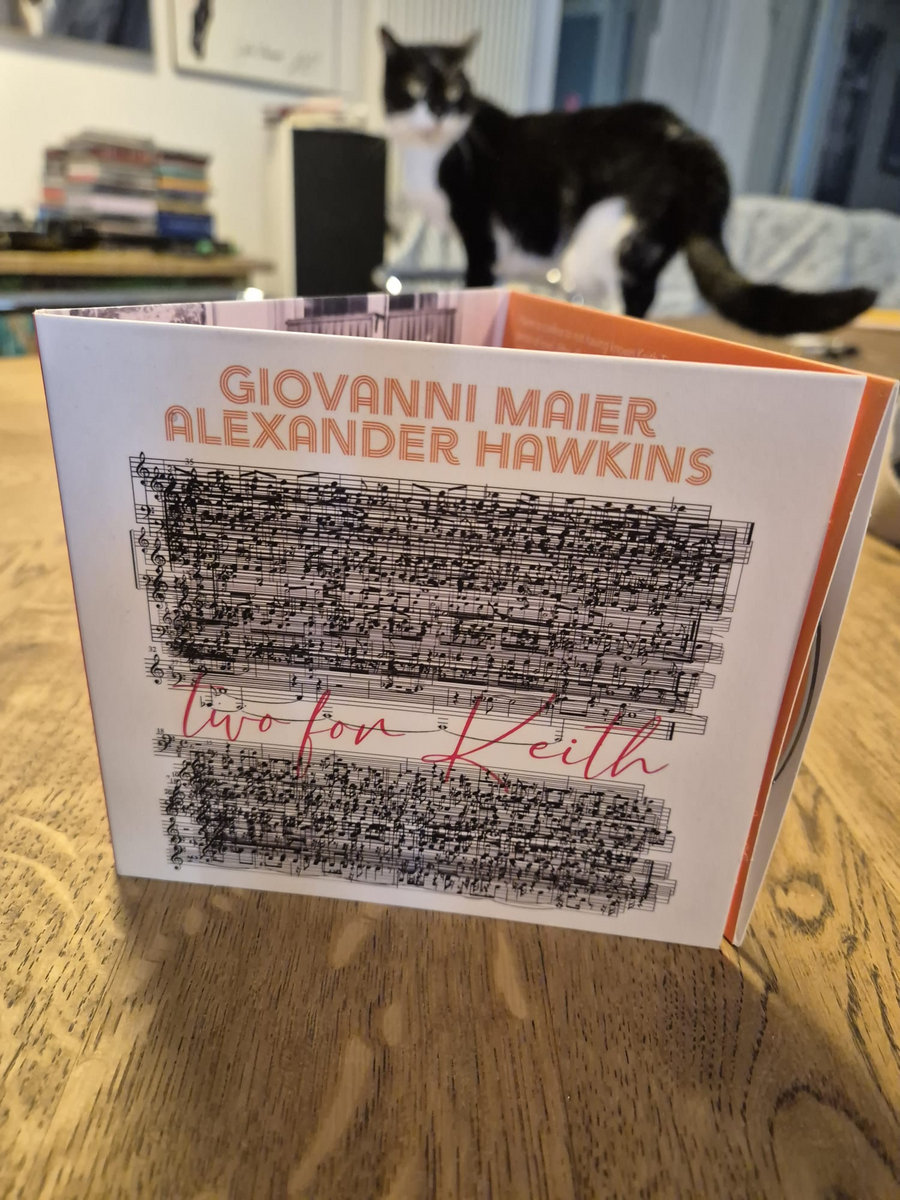 GIOVANNI MAIER
ALEXANDER HAWKINS
two for Keith